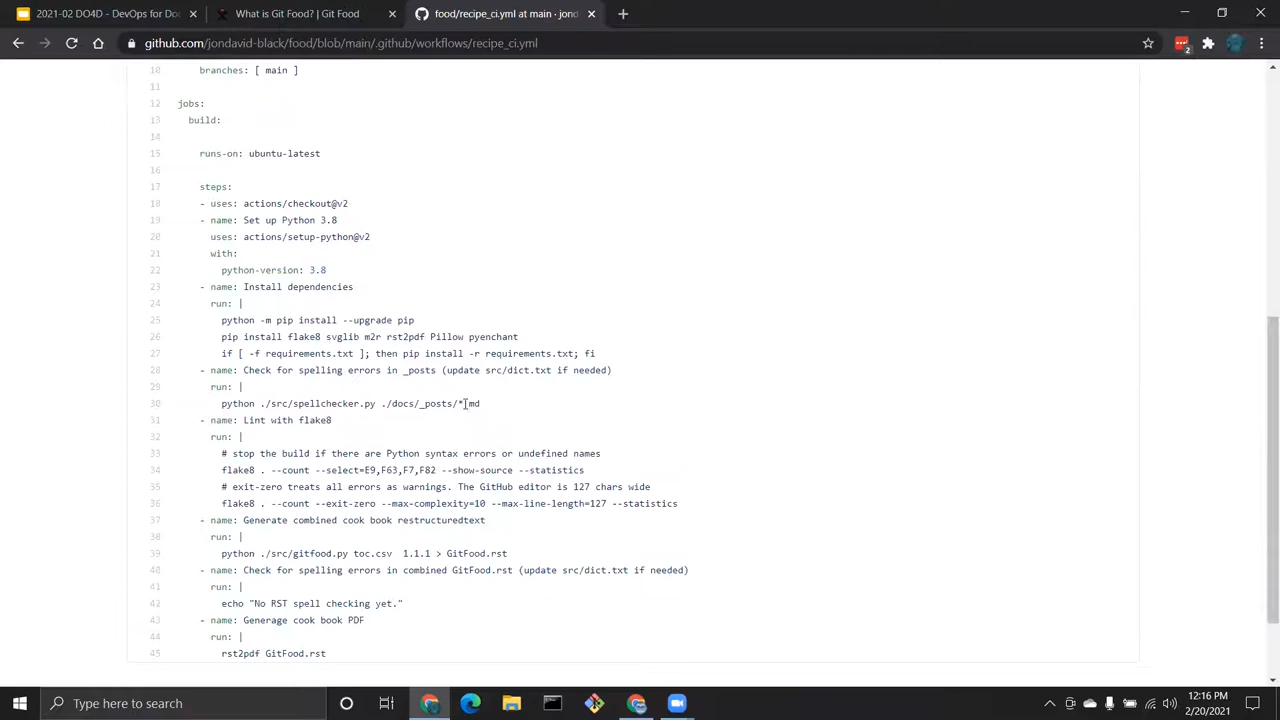 2021-02 DO4D - DevOps for Do
What is Git Food? | Git Food
food/recipe_ci.yml at main · jond
github.com/jondavid-black/food/blob/main/.github/workflows/recipe_ci.yml
2
10 branches: [ main ]
11
12 jobs:
13 build:
14
15 runs-on: ubuntu-latest
16
17 steps:
18 - uses: actions/checkout@v2
19 - name: Set up Python 3.8
20 uses: actions/setup-python@v2
21 with:
22 python-version: 3.8
23 - name: Install dependencies
24 run: |
25 python -m pip install --upgrade pip
26 pip install flake8 svglib m2r rst2pdf Pillow pyenchant
27 if [ -f requirements.txt ]; then pip install -r requirements.txt; fi
28 - name: Check for spelling errors in _posts (update src/dict.txt if needed)
29 run: |
30 python ./src/spellchecker.py ./docs/_posts/*.md
31 - name: Lint with flake8
32 run: |
33 # stop the build if there are Python syntax errors or undefined names
34 flake8 . --count --select=E9,F63,F7,F82 --show-source --statistics
35 # exit-zero treats all errors as warnings. The GitHub editor is 127 chars wide
36 flake8 . --count --exit-zero --max-complexity=10 --max-line-length=127 --statistics
37 - name: Generate combined cook book restructuredtext
38 run: |
39 python ./src/gitfood.py toc.csv 1.1.1 > GitFood.rst
40 - name: Check for spelling errors in combined GitFood.rst (update src/dict.txt if needed)
41 run: |
42 echo "No RST spell checking yet."
43 - name: Generage cook book PDF
44 run: |
45 rst2pdf GitFood.rst
Type here to search
12:16 PM
2/20/2021